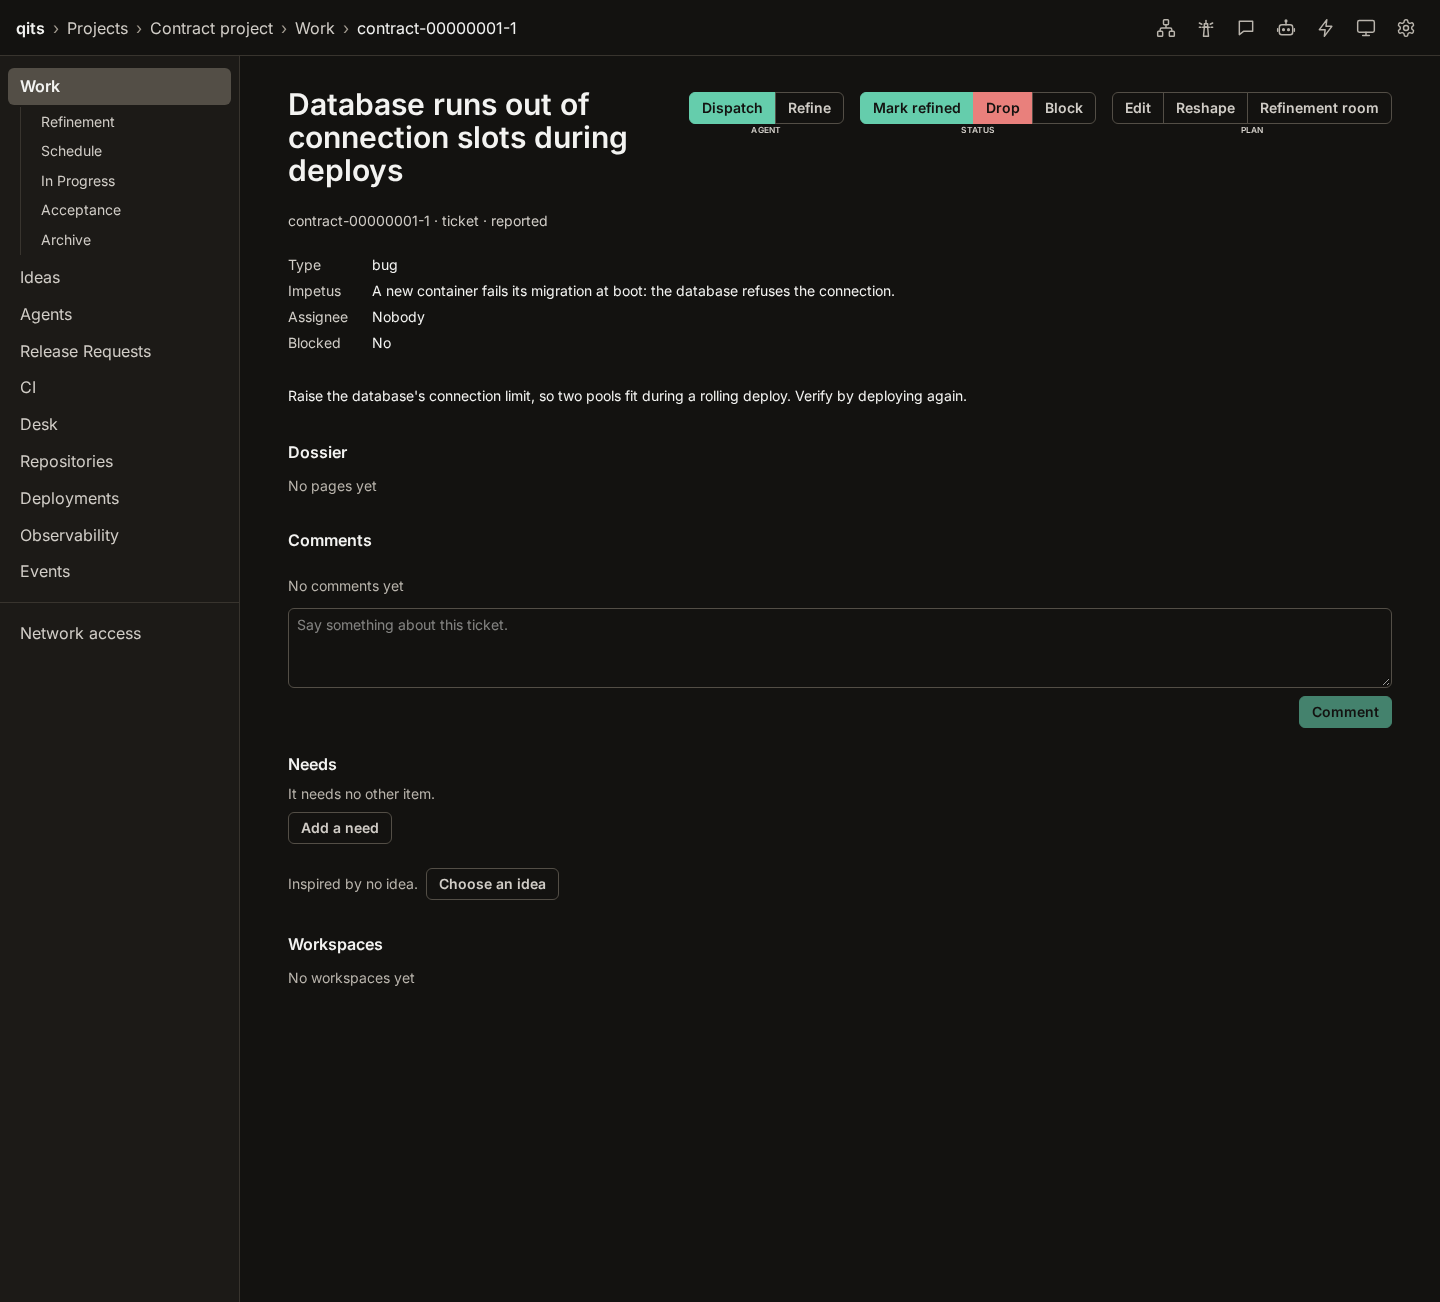 qits › Projects › Contract project › Work › contract-00000001-1
Work
Refinement
Schedule
In Progress
Acceptance
Archive
Ideas
Agents
Release Requests
CI
Desk
Repositories
Deployments
Observability
Events
Network access
Database runs out of
connection slots during
deploys
Dispatch Refine
AGENT
Mark refined Drop Block
STATUS
Edit Reshape Refinement room
PLAN
contract-00000001-1 · ticket · reported
Type bug
Impetus A new container fails its migration at boot: the database refuses the connection.
Assignee Nobody
Blocked No
Raise the database's connection limit, so two pools fit during a rolling deploy. Verify by deploying again.
Dossier
No pages yet
Comments
No comments yet
Say something about this ticket.
Comment
Needs
It needs no other item.
Add a need
Inspired by no idea. Choose an idea
Workspaces
No workspaces yet